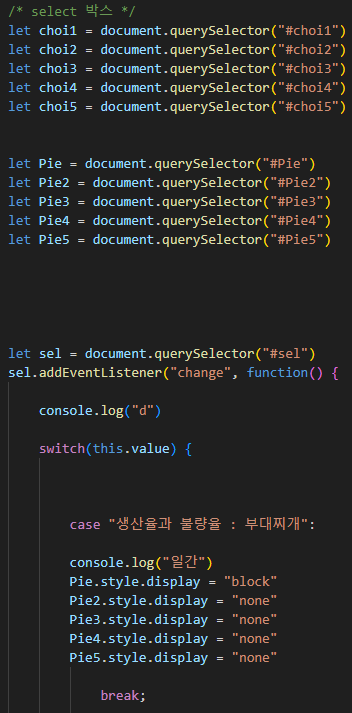 /* select 박스 */
let choi1 = document.querySelector("#choi1")
let choi2 = document.querySelector("#choi2")
let choi3 = document.querySelector("#choi3")
let choi4 = document.querySelector("#choi4")
let choi5 = document.querySelector("#choi5")
let Pie = document.querySelector("#Pie")
let Pie2 = document.querySelector("#Pie2")
let Pie3 = document.querySelector("#Pie3")
let Pie4 = document.querySelector("#Pie4")
let Pie5 = document.querySelector("#Pie5")
let sel = document.querySelector("#sel")
sel.addEventListener("change", function() {
console.log("d")
switch(this.value) {
case "생산율과 불량율 : 부대찌개":
console.log("일간")
Pie.style.display = "block"
Pie2.style.display = "none"
Pie3.style.display = "none"
Pie4.style.display = "none"
Pie5.style.display = "none"
break;